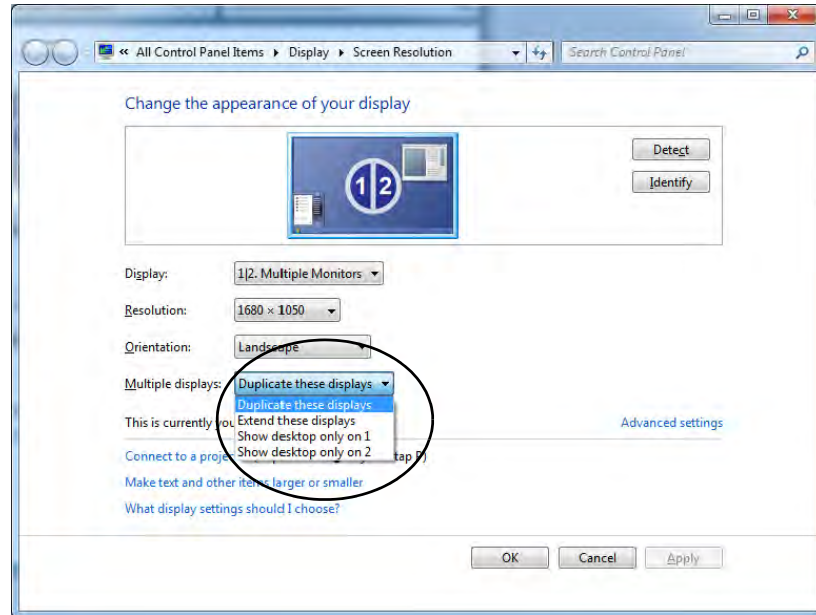 « All Control Panel Items ▸ Display ▸ Screen Resolution
Search Control Panel
Change the appearance of your display
1 2
Detect
Identify
Display: 1|2. Multiple Monitors
Resolution: 1680 × 1050
Orientation: Landscape
Multiple displays: Duplicate these displays
Duplicate these displays
Extend these displays
Show desktop only on 1
Show desktop only on 2
This is currently you
Advanced settings
Connect to a proje tap P)
Make text and other items larger or smaller
What display settings should I choose?
OK Cancel Apply